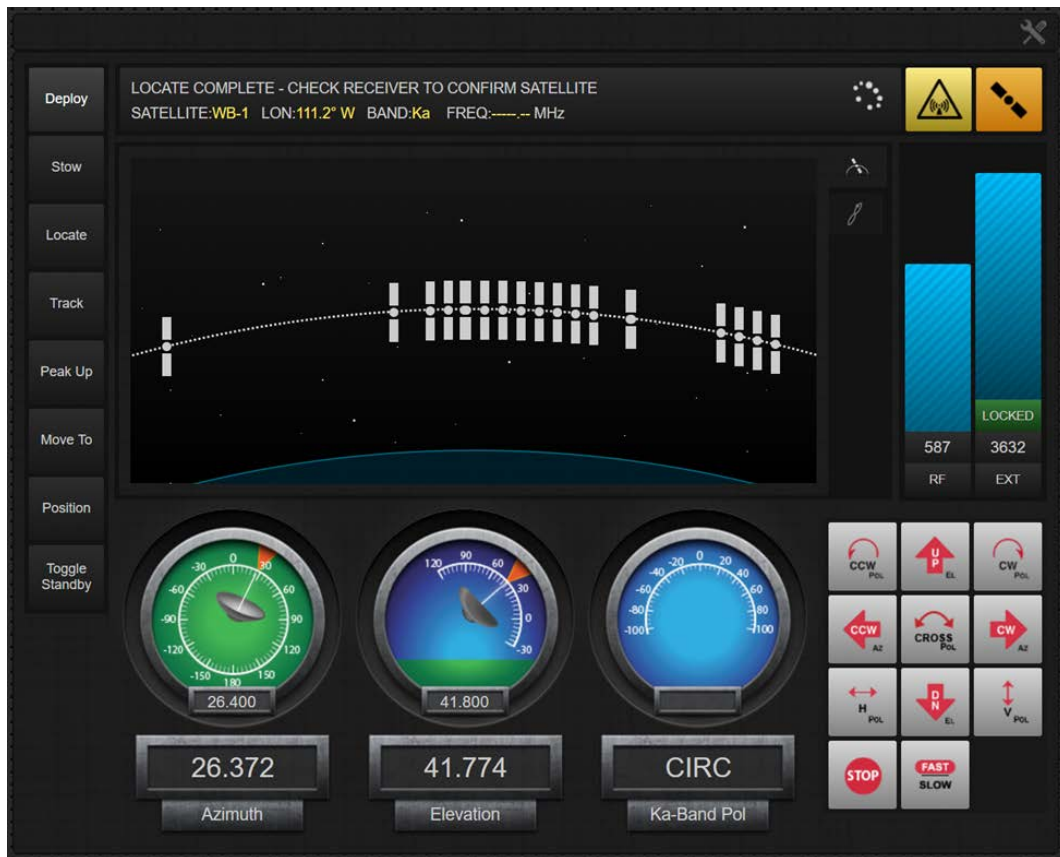 LOCATE COMPLETE - CHECK RECEIVER TO CONFIRM SATELLITE
SATELLITE:WB-1 LON:111.2° W BAND:Ka FREQ:-----.-- MHz
Deploy
Stow
Locate
Track
Peak Up
Move To
Position
Toggle
Standby
LOCKED
587 3632
RF EXT
0
-30 30
-60 60
-90 90
-120 120
-150 150
180
26.400
26.372
Azimuth
90
120 60
30
0
-30
41.800
41.774
Elevation
0
-20 20
-40 40
-60 60
-80 80
-100 100
CIRC
Ka-Band Pol
CCW POL
UP EL
CW POL
CCW AZ
CROSS POL
CW AZ
H POL
DN EL
V POL
STOP
FAST
SLOW